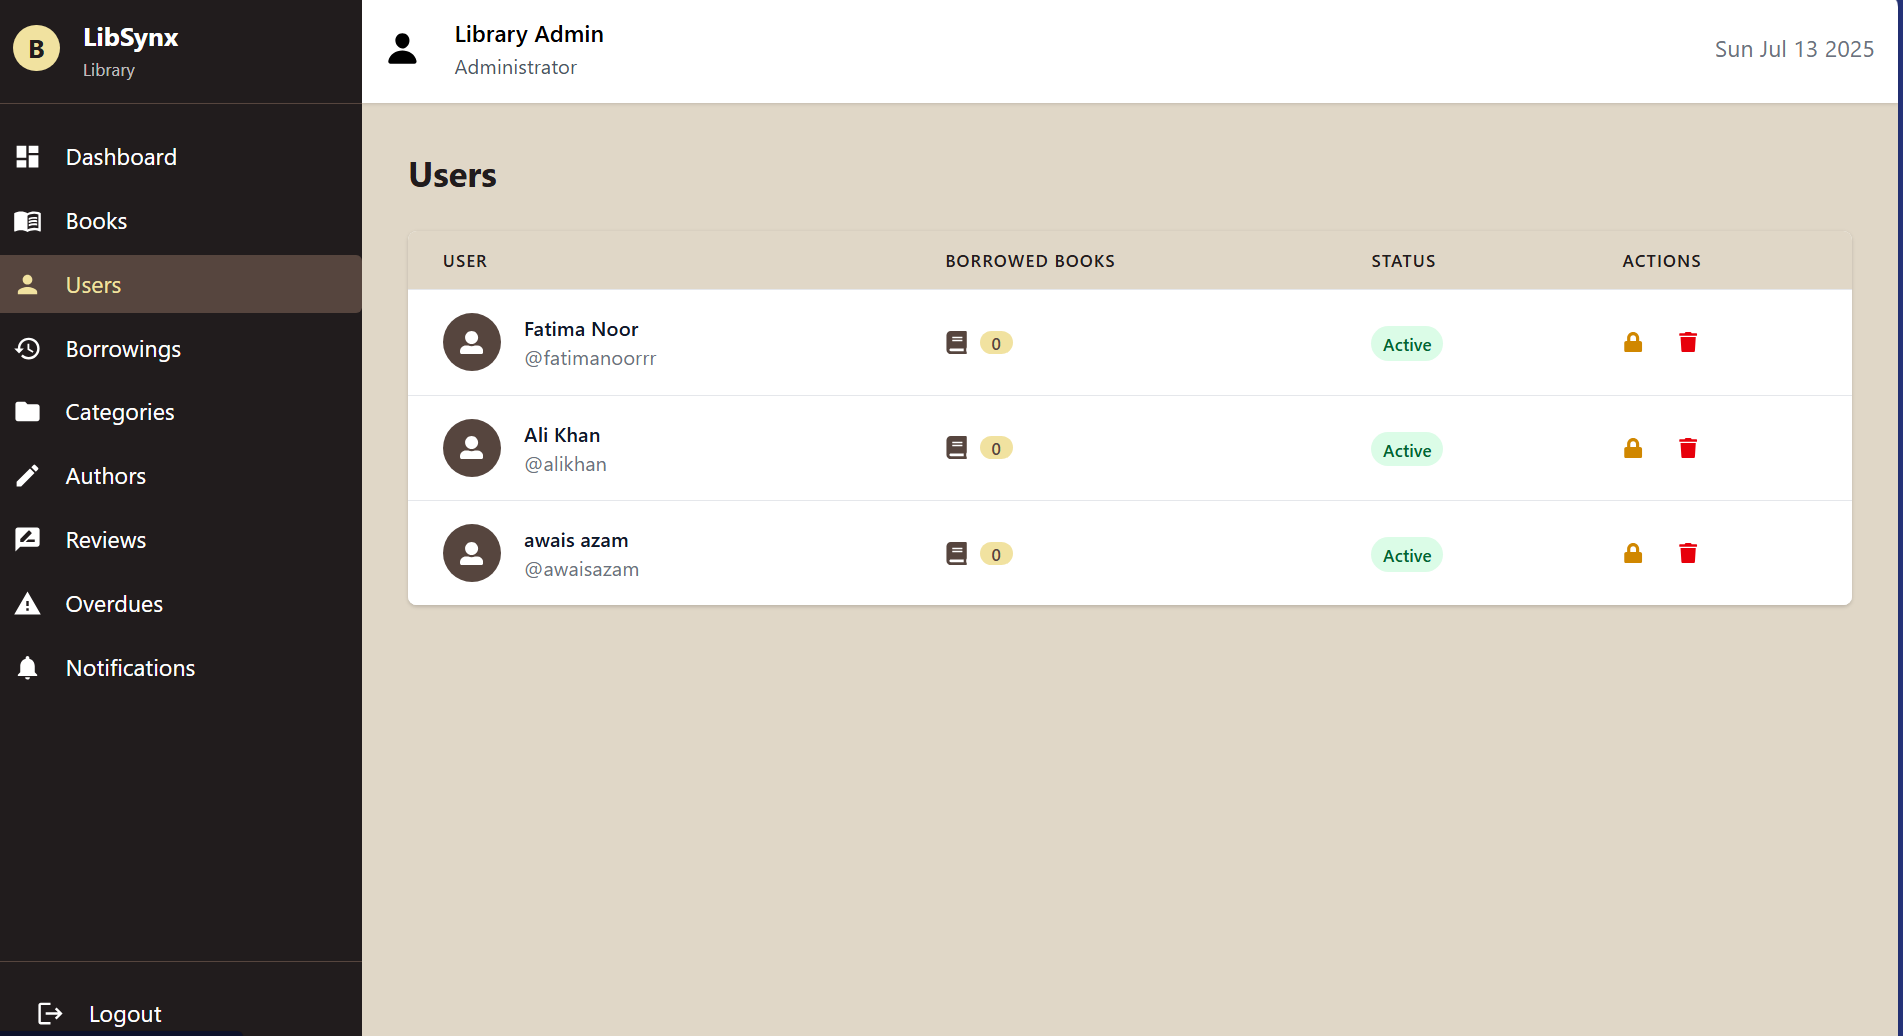 B
LibSynx
Library
Dashboard
Books
Users
Borrowings
Categories
Authors
Reviews
Overdues
Notifications
Logout
Library Admin
Administrator
Sun Jul 13 2025
Users
USER BORROWED BOOKS STATUS ACTIONS
Fatima Noor
@fatimanoorrr
0
Active
Ali Khan
@alikhan
0
Active
awais azam
@awaisazam
0
Active